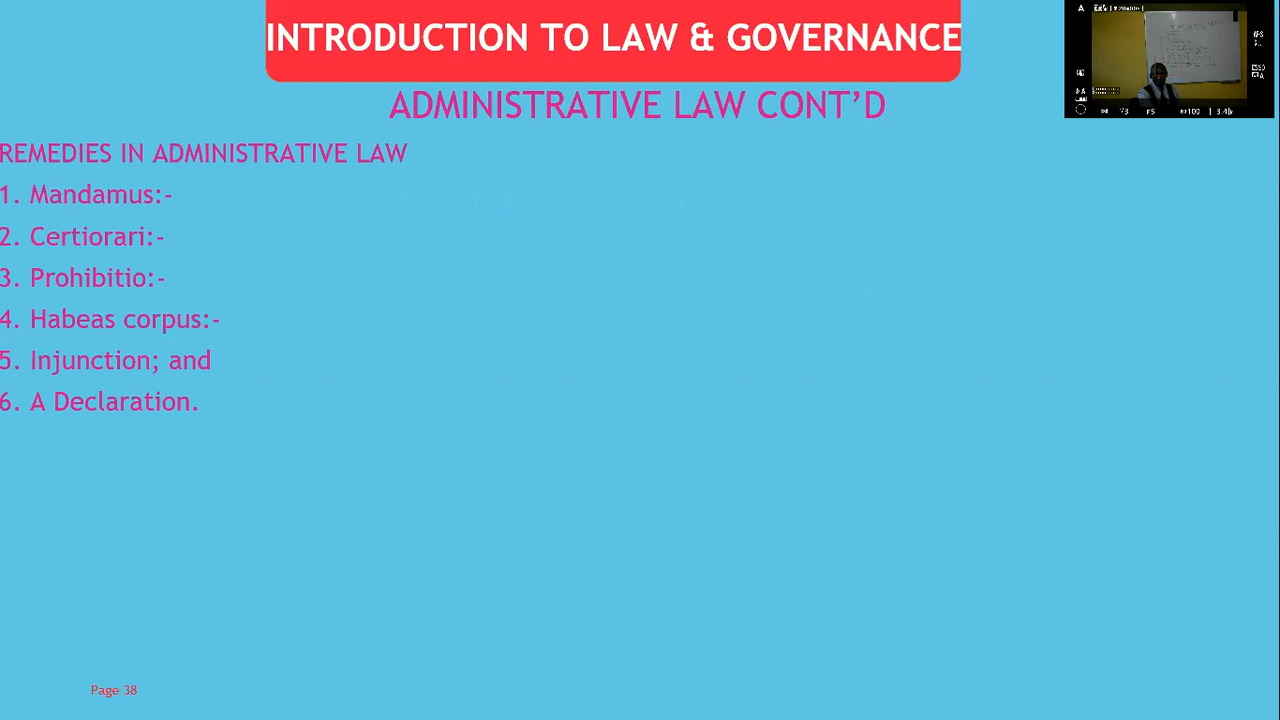 INTRODUCTION TO LAW & GOVERNANCE
ADMINISTRATIVE LAW CONT’D
REMEDIES IN ADMINISTRATIVE LAW
1. Mandamus:-
2. Certiorari:-
3. Prohibitio:-
4. Habeas corpus:-
5. Injunction; and
6. A Declaration.
Page 38